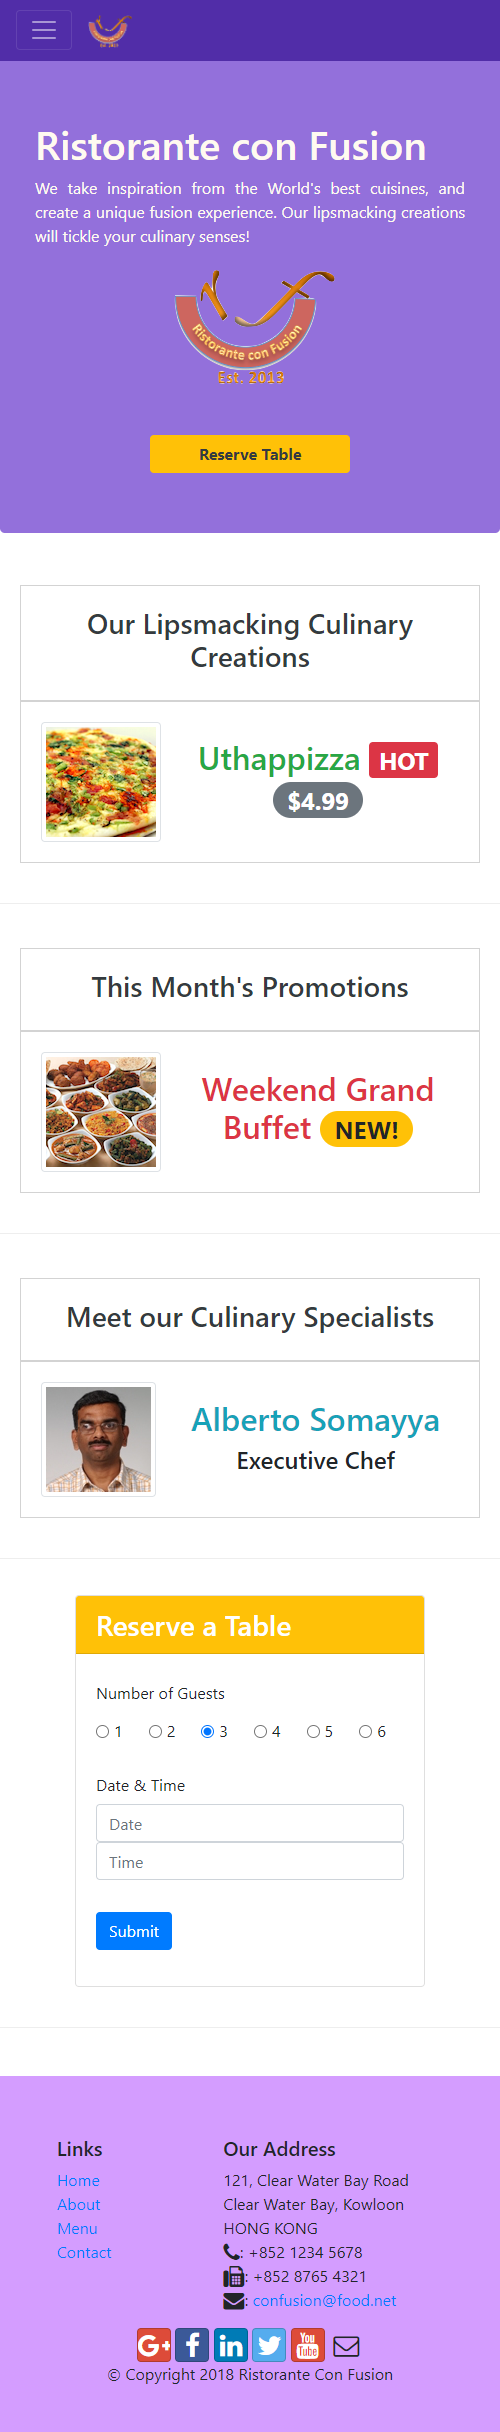 Est. 2013
Ristorante con Fusion
We take inspiration from the World's best cuisines, and
create a unique fusion experience. Our lipsmacking creations
will tickle your culinary senses!
Ristorante con Fusion
Est. 2013
Reserve Table
Our Lipsmacking Culinary
Creations
Uthappizza HOT
$4.99
This Month's Promotions
Weekend Grand
Buffet NEW!
Meet our Culinary Specialists
Alberto Somayya
Executive Chef
Reserve a Table
Number of Guests
1 2 3 4 5 6
Date & Time
Date
Time
Submit
Links
Home
About
Menu
Contact
Our Address
121, Clear Water Bay Road
Clear Water Bay, Kowloon
HONG KONG
: +852 1234 5678
: +852 8765 4321
: confusion@food.net
G+ f in You Tube
© Copyright 2018 Ristorante Con Fusion